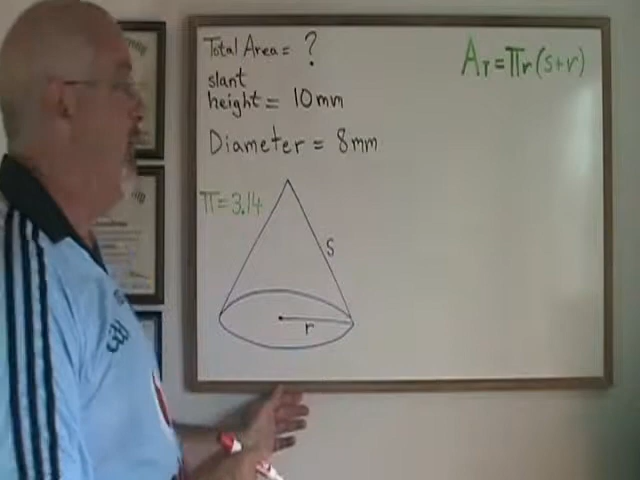 Total Area = ?
slant
height = 10mm
Diameter = 8mm
π = 3.14
S
r
A_T = πr(s+r)